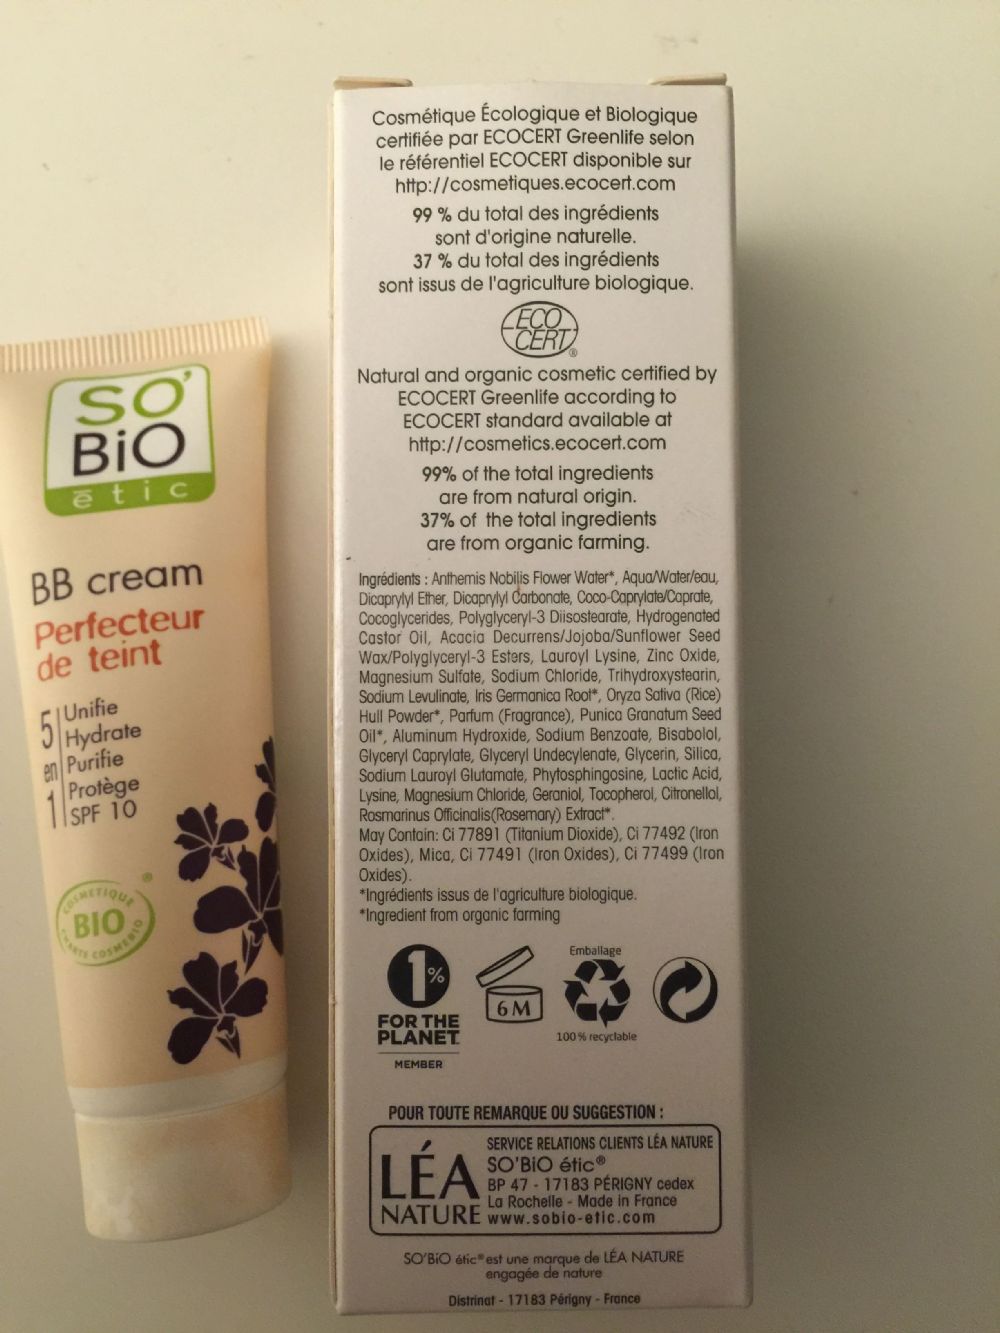 SO'
BiO
étic
BB cream
Perfecteur
de teint
5 en 1
Unifie
Hydrate
Purifie
Protège
SPF 10
COSMETIQUE
BIO
CHARTE COSMEBIO
®
Cosmétique Écologique et Biologique
certifiée par ECOCERT Greenlife selon
le référentiel ECOCERT disponible sur
http://cosmetiques.ecocert.com
99 % du total des ingrédients
sont d'origine naturelle.
37 % du total des ingrédients
sont issus de l'agriculture biologique.
ECO
CERT
®
Natural and organic cosmetic certified by
ECOCERT Greenlife according to
ECOCERT standard available at
http://cosmetics.ecocert.com
99% of the total ingredients
are from natural origin.
37% of the total ingredients
are from organic farming.
Ingrédients : Anthemis Nobilis Flower Water*, Aqua/Water/eau,
Dicaprylyl Ether, Dicaprylyl Carbonate, Coco-Caprylate/Caprate,
Cocoglycerides, Polyglyceryl-3 Diisostearate, Hydrogenated
Castor Oil, Acacia Decurrens/Jojoba/Sunflower Seed
Wax/Polyglyceryl-3 Esters, Lauroyl Lysine, Zinc Oxide,
Magnesium Sulfate, Sodium Chloride, Trihydroxystearin,
Sodium Levulinate, Iris Germanica Root*, Oryza Sativa (Rice)
Hull Powder*, Parfum (Fragrance), Punica Granatum Seed
Oil*, Aluminum Hydroxide, Sodium Benzoate, Bisabolol,
Glyceryl Caprylate, Glyceryl Undecylenate, Glycerin, Silica,
Sodium Lauroyl Glutamate, Phytosphingosine, Lactic Acid,
Lysine, Magnesium Chloride, Geraniol, Tocopherol, Citronellol,
Rosmarinus Officinalis(Rosemary) Extract*.
May Contain: Ci 77891 (Titanium Dioxide), Ci 77492 (Iron
Oxides), Mica, Ci 77491 (Iron Oxides), Ci 77499 (Iron
Oxides).
*Ingrédients issus de l'agriculture biologique.
*Ingredient from organic farming
1%
FOR THE
PLANET
MEMBER
6 M
Emballage
100 % recyclable
POUR TOUTE REMARQUE OU SUGGESTION :
LÉA
NATURE
SERVICE RELATIONS CLIENTS LÉA NATURE
SO'BiO étic®
BP 47 - 17183 PÉRIGNY cedex
La Rochelle - Made in France
www.sobio-etic.com
SO'BiO étic® est une marque de LÉA NATURE
engagée de nature
Distrinat - 17183 Périgny - France